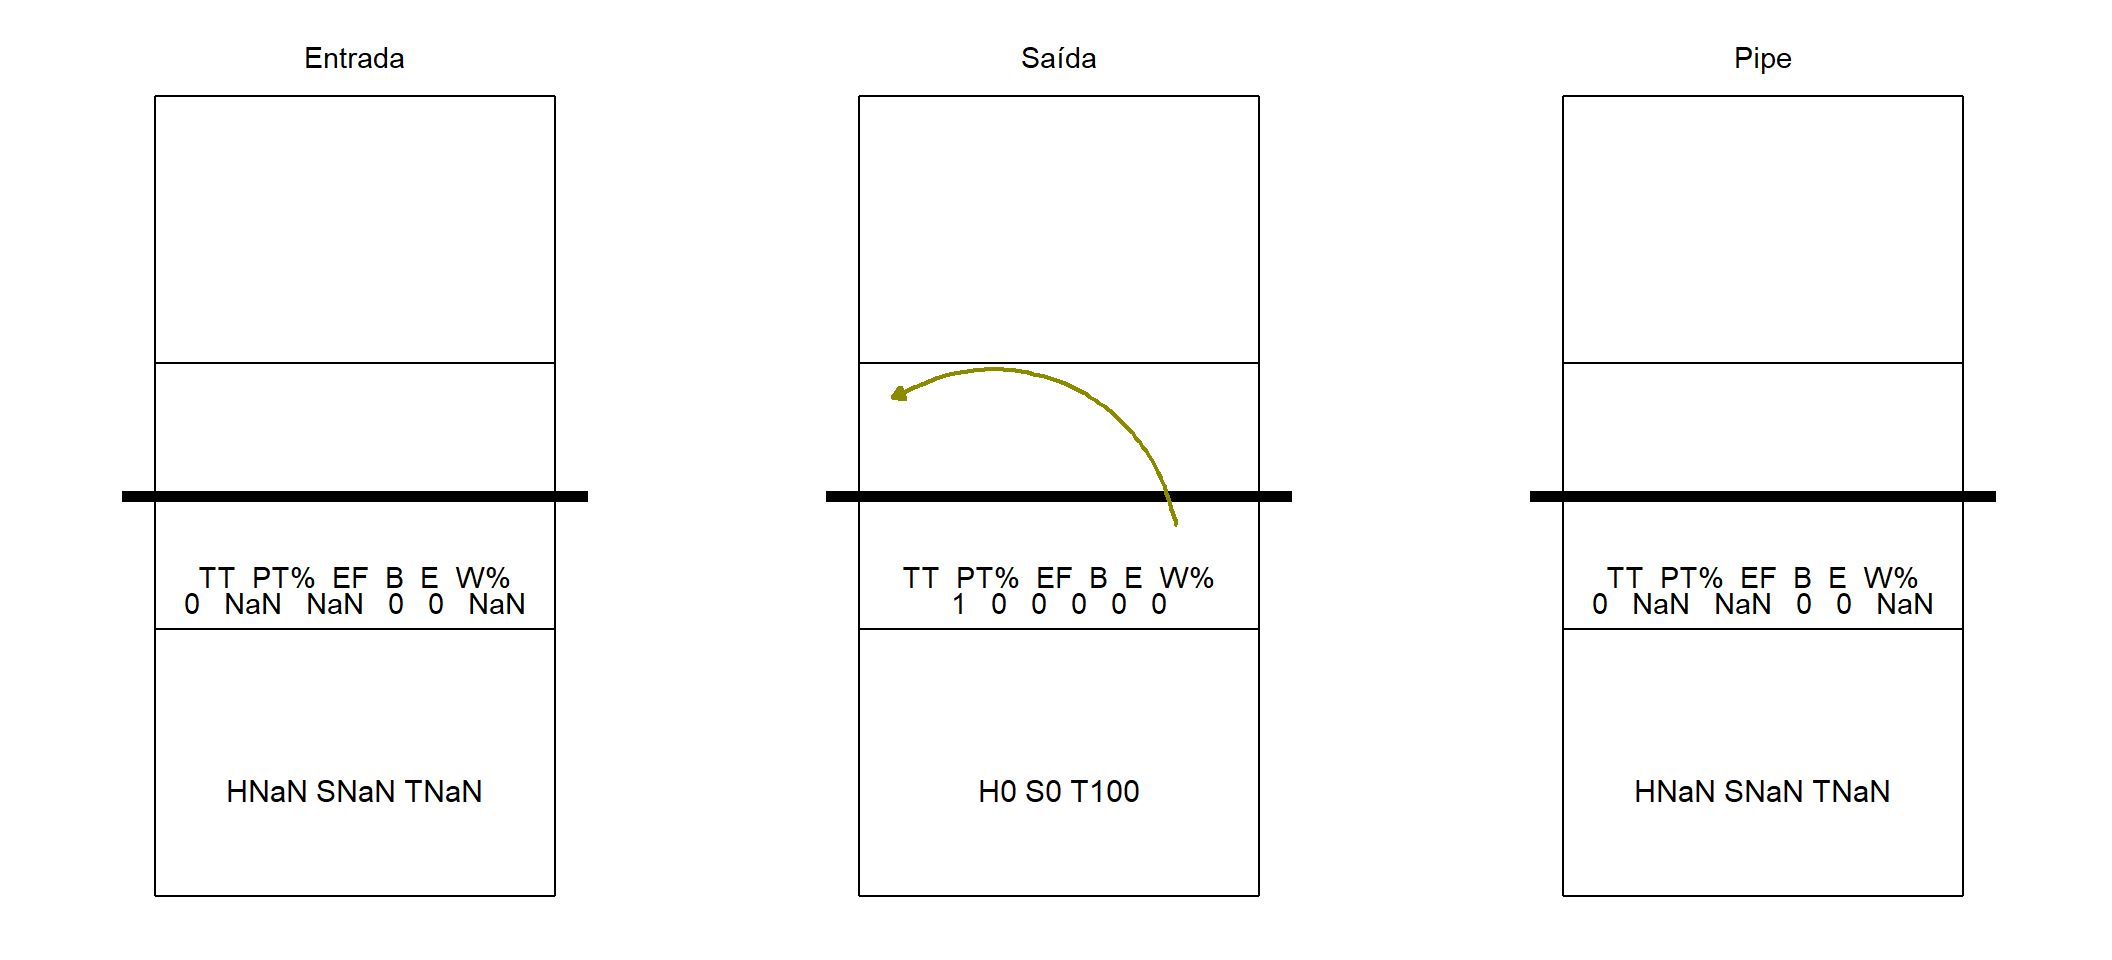 Entrada
TT PT% EF B E W%
0 NaN NaN 0 0 NaN
HNaN SNaN TNaN
Saída
TT PT% EF B E W%
1 0 0 0 0 0
H0 S0 T100
Pipe
TT PT% EF B E W%
0 NaN NaN 0 0 NaN
HNaN SNaN TNaN